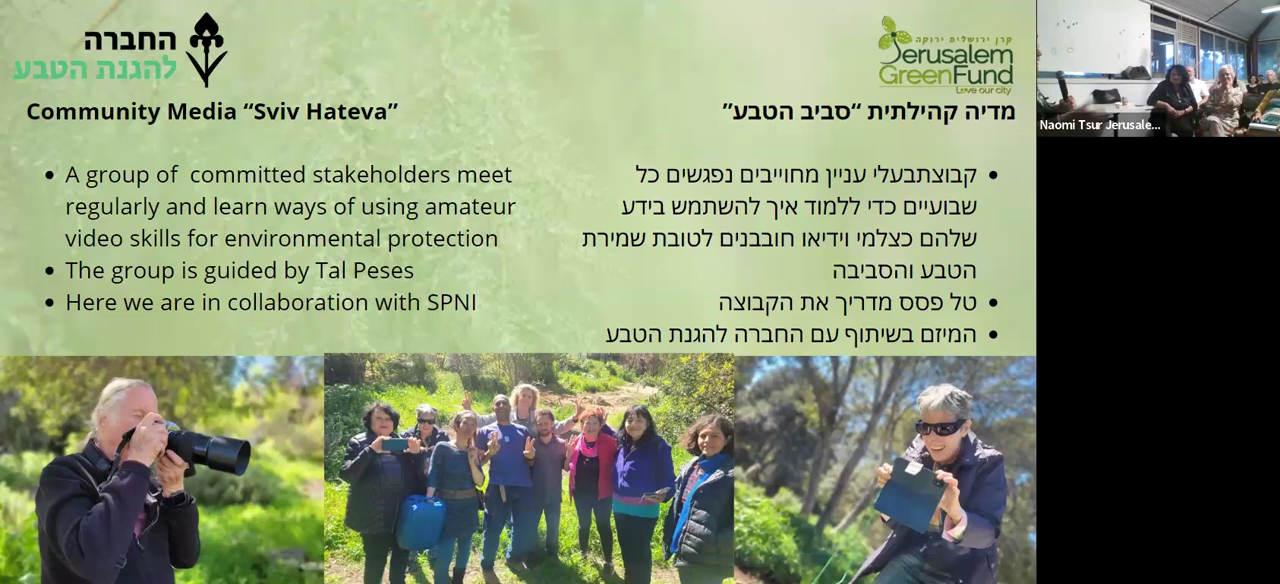 החברה
להגנת הטבע
קרן ירושלים ירוקה
Jerusalem
GreenFund
Love our city
Community Media “Sviv Hateva”
• A group of  committed stakeholders meet
regularly and learn ways of using amateur
video skills for environmental protection
• The group is guided by Tal Peses
• Here we are in collaboration with SPNI
מדיה קהילתית “סביב הטבע”
• קבוצתבעלי עניין מחוייבים נפגשים כל
שבועיים כדי ללמוד איך להשתמש בידע
שלהם כצלמי וידיאו חובבנים לטובת שמירת
הטבע והסביבה
• טל פסס מדריך את הקבוצה
• המיזם בשיתוף עם החברה להגנת הטבע
Naomi Tsur Jerusale...